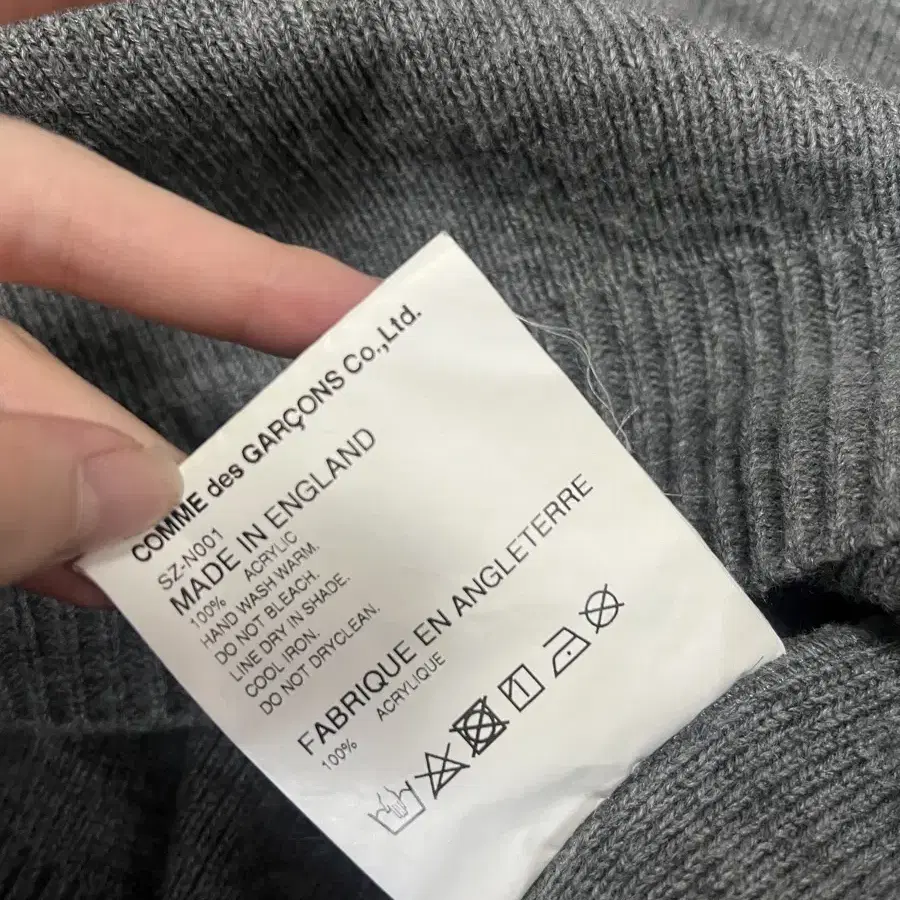 COMME des GARÇONS Co.,Ltd.
SZ-N001
MADE IN ENGLAND
100% ACRYLIC
HAND WASH WARM.
DO NOT BLEACH.
LINE DRY IN SHADE.
COOL IRON.
DO NOT DRYCLEAN.
FABRIQUE EN ANGLETERRE
100% ACRYLIQUE